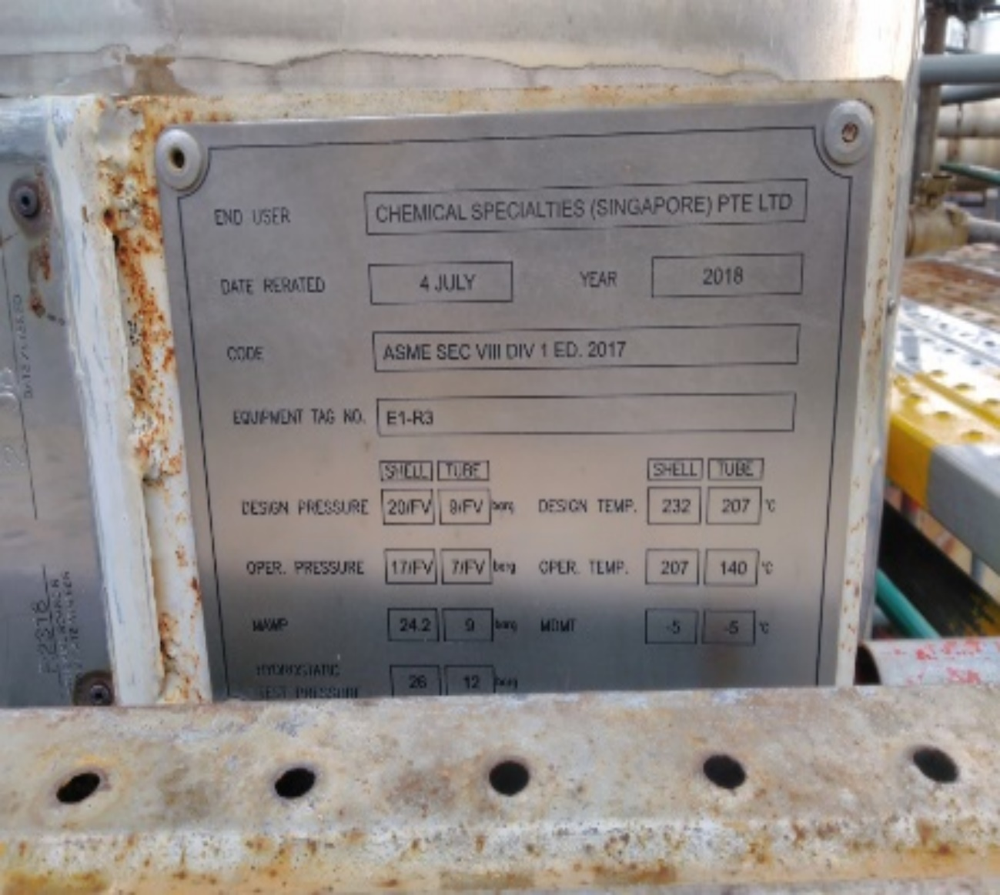 END USER CHEMICAL SPECIALTIES (SINGAPORE) PTE LTD
DATE RERATED 4 JULY YEAR 2018
CODE ASME SEC VIII DIV 1 ED. 2017
EQUIPMENT TAG NO. E1-R3
SHELL TUBE SHELL TUBE
DESIGN PRESSURE 20/FV 9/FV barg DESIGN TEMP. 232 207 °C
OPER. PRESSURE 17/FV 7/FV barg OPER. TEMP. 207 140 °C
MAWP 24.2 9 barg MDMT -5 -5 °C
HYDROSTATIC
TEST PRESSURE 26 12 barg